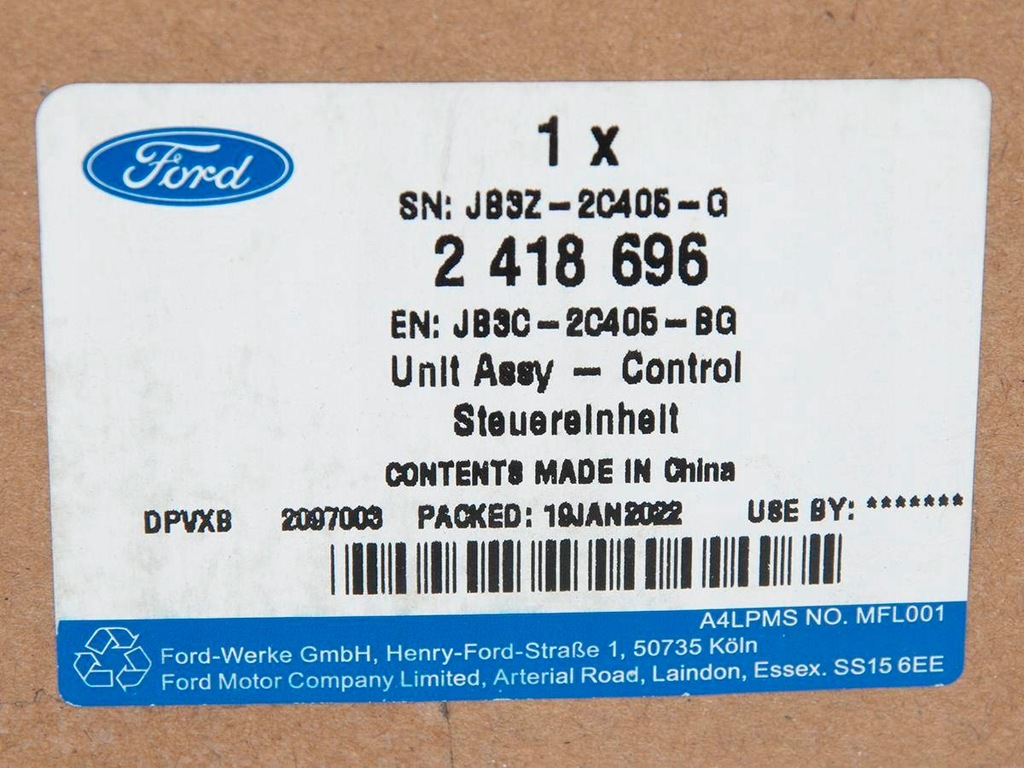 Ford
1 x
SN: JB3Z-2C405-G
2 418 696
EN: JB3C-2C405-BG
Unit Assy - Control
Steuereinheit
CONTENTS MADE IN China
DPVXB 2097003 PACKED: 19JAN2022 USE BY: *******
A4LPMS NO. MFL001
Ford-Werke GmbH, Henry-Ford-Straße 1, 50735 Köln
Ford Motor Company Limited, Arterial Road, Laindon, Essex. SS15 6EE